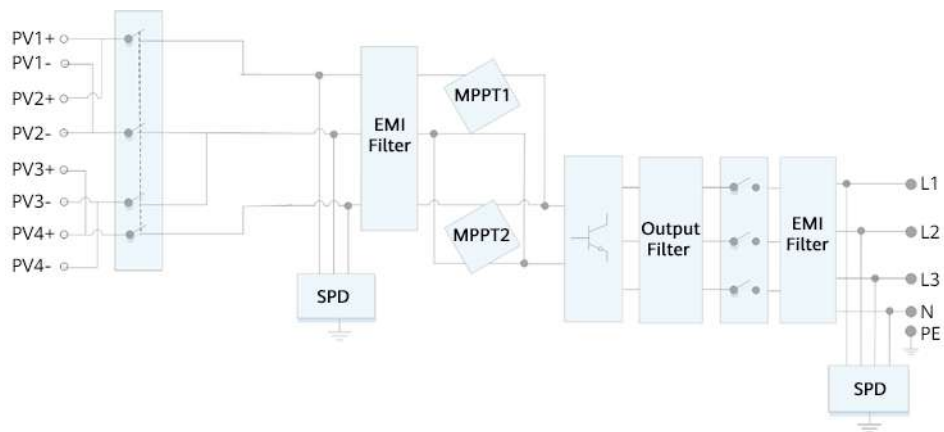 PV1+
PV1-
PV2+
PV2-
PV3+
PV3-
PV4+
PV4-
EMI
Filter
SPD
MPPT1
MPPT2
Output
Filter
EMI
Filter
L1
L2
L3
N
PE
SPD